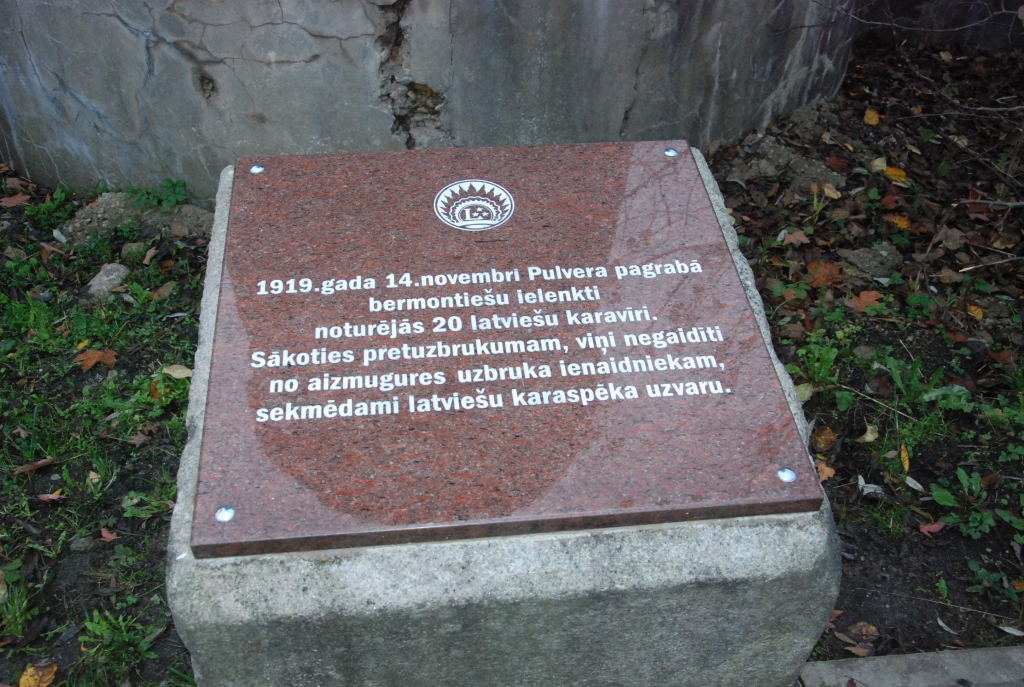 L
1919.gada 14.novembrī Pulvera pagrabā
bermontiešu ielenkti
noturējās 20 latviešu karavīri.
Sākoties pretuzbrukumam, viņi negaidīti
no aizmugures uzbruka ienaidniekam,
sekmēdami latviešu karaspēka uzvaru.